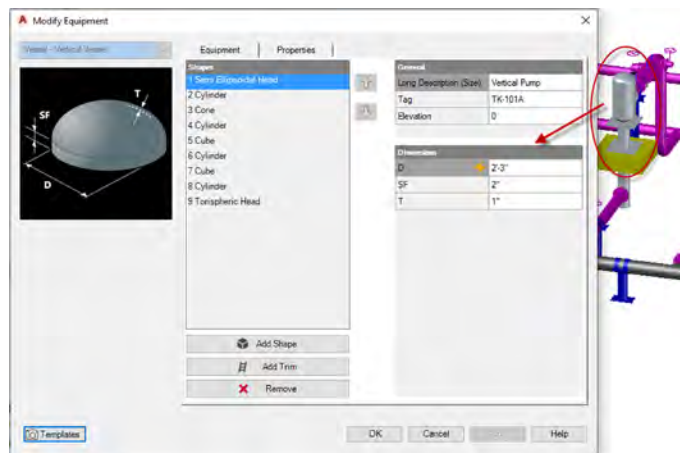 Modify Equipment
Vessel - Vertical Vessel
Equipment
Properties
T
SF
D
Shapes
1 Semi Ellipsoidal Head
2 Cylinder
3 Cone
4 Cylinder
5 Cube
6 Cylinder
7 Cube
8 Cylinder
9 Torispheric Head
General
Long Description (Size) Vertical Pump
Tag TK-101A
Elevation 0
Dimension
D 2'-3"
SF 2"
T 1"
Add Shape
Add Trim
Remove
Templates
OK
Cancel
Help